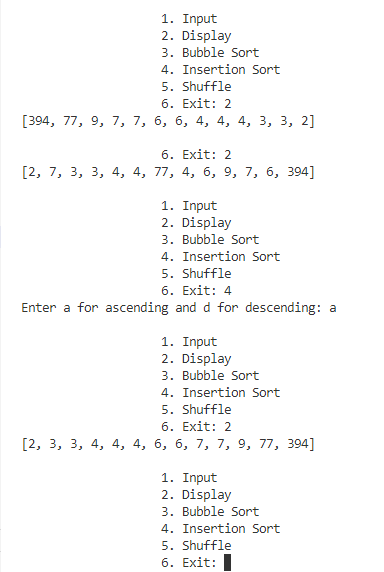 1. Input
2. Display
3. Bubble Sort
4. Insertion Sort
5. Shuffle
6. Exit: 2
[394, 77, 9, 7, 7, 6, 6, 4, 4, 4, 3, 3, 2]
6. Exit: 2
[2, 7, 3, 3, 4, 4, 77, 4, 6, 9, 7, 6, 394]
1. Input
2. Display
3. Bubble Sort
4. Insertion Sort
5. Shuffle
6. Exit: 4
Enter a for ascending and d for descending: a
1. Input
2. Display
3. Bubble Sort
4. Insertion Sort
5. Shuffle
6. Exit: 2
[2, 3, 3, 4, 4, 4, 6, 6, 7, 7, 9, 77, 394]
1. Input
2. Display
3. Bubble Sort
4. Insertion Sort
5. Shuffle
6. Exit: